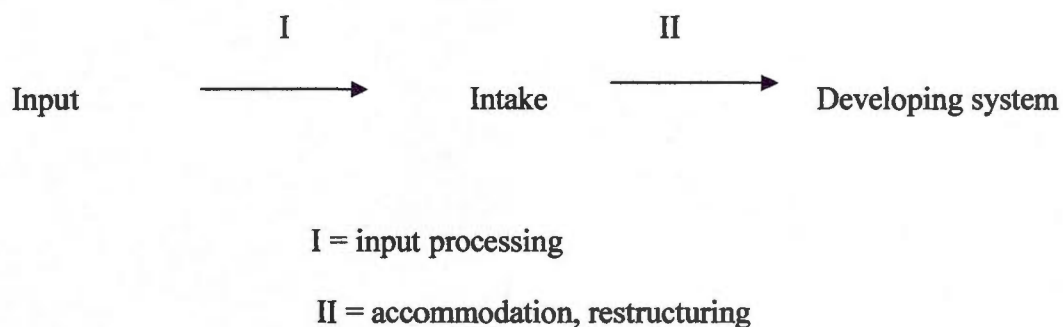 I II
Input Intake Developing system
I = input processing
II = accommodation, restructuring